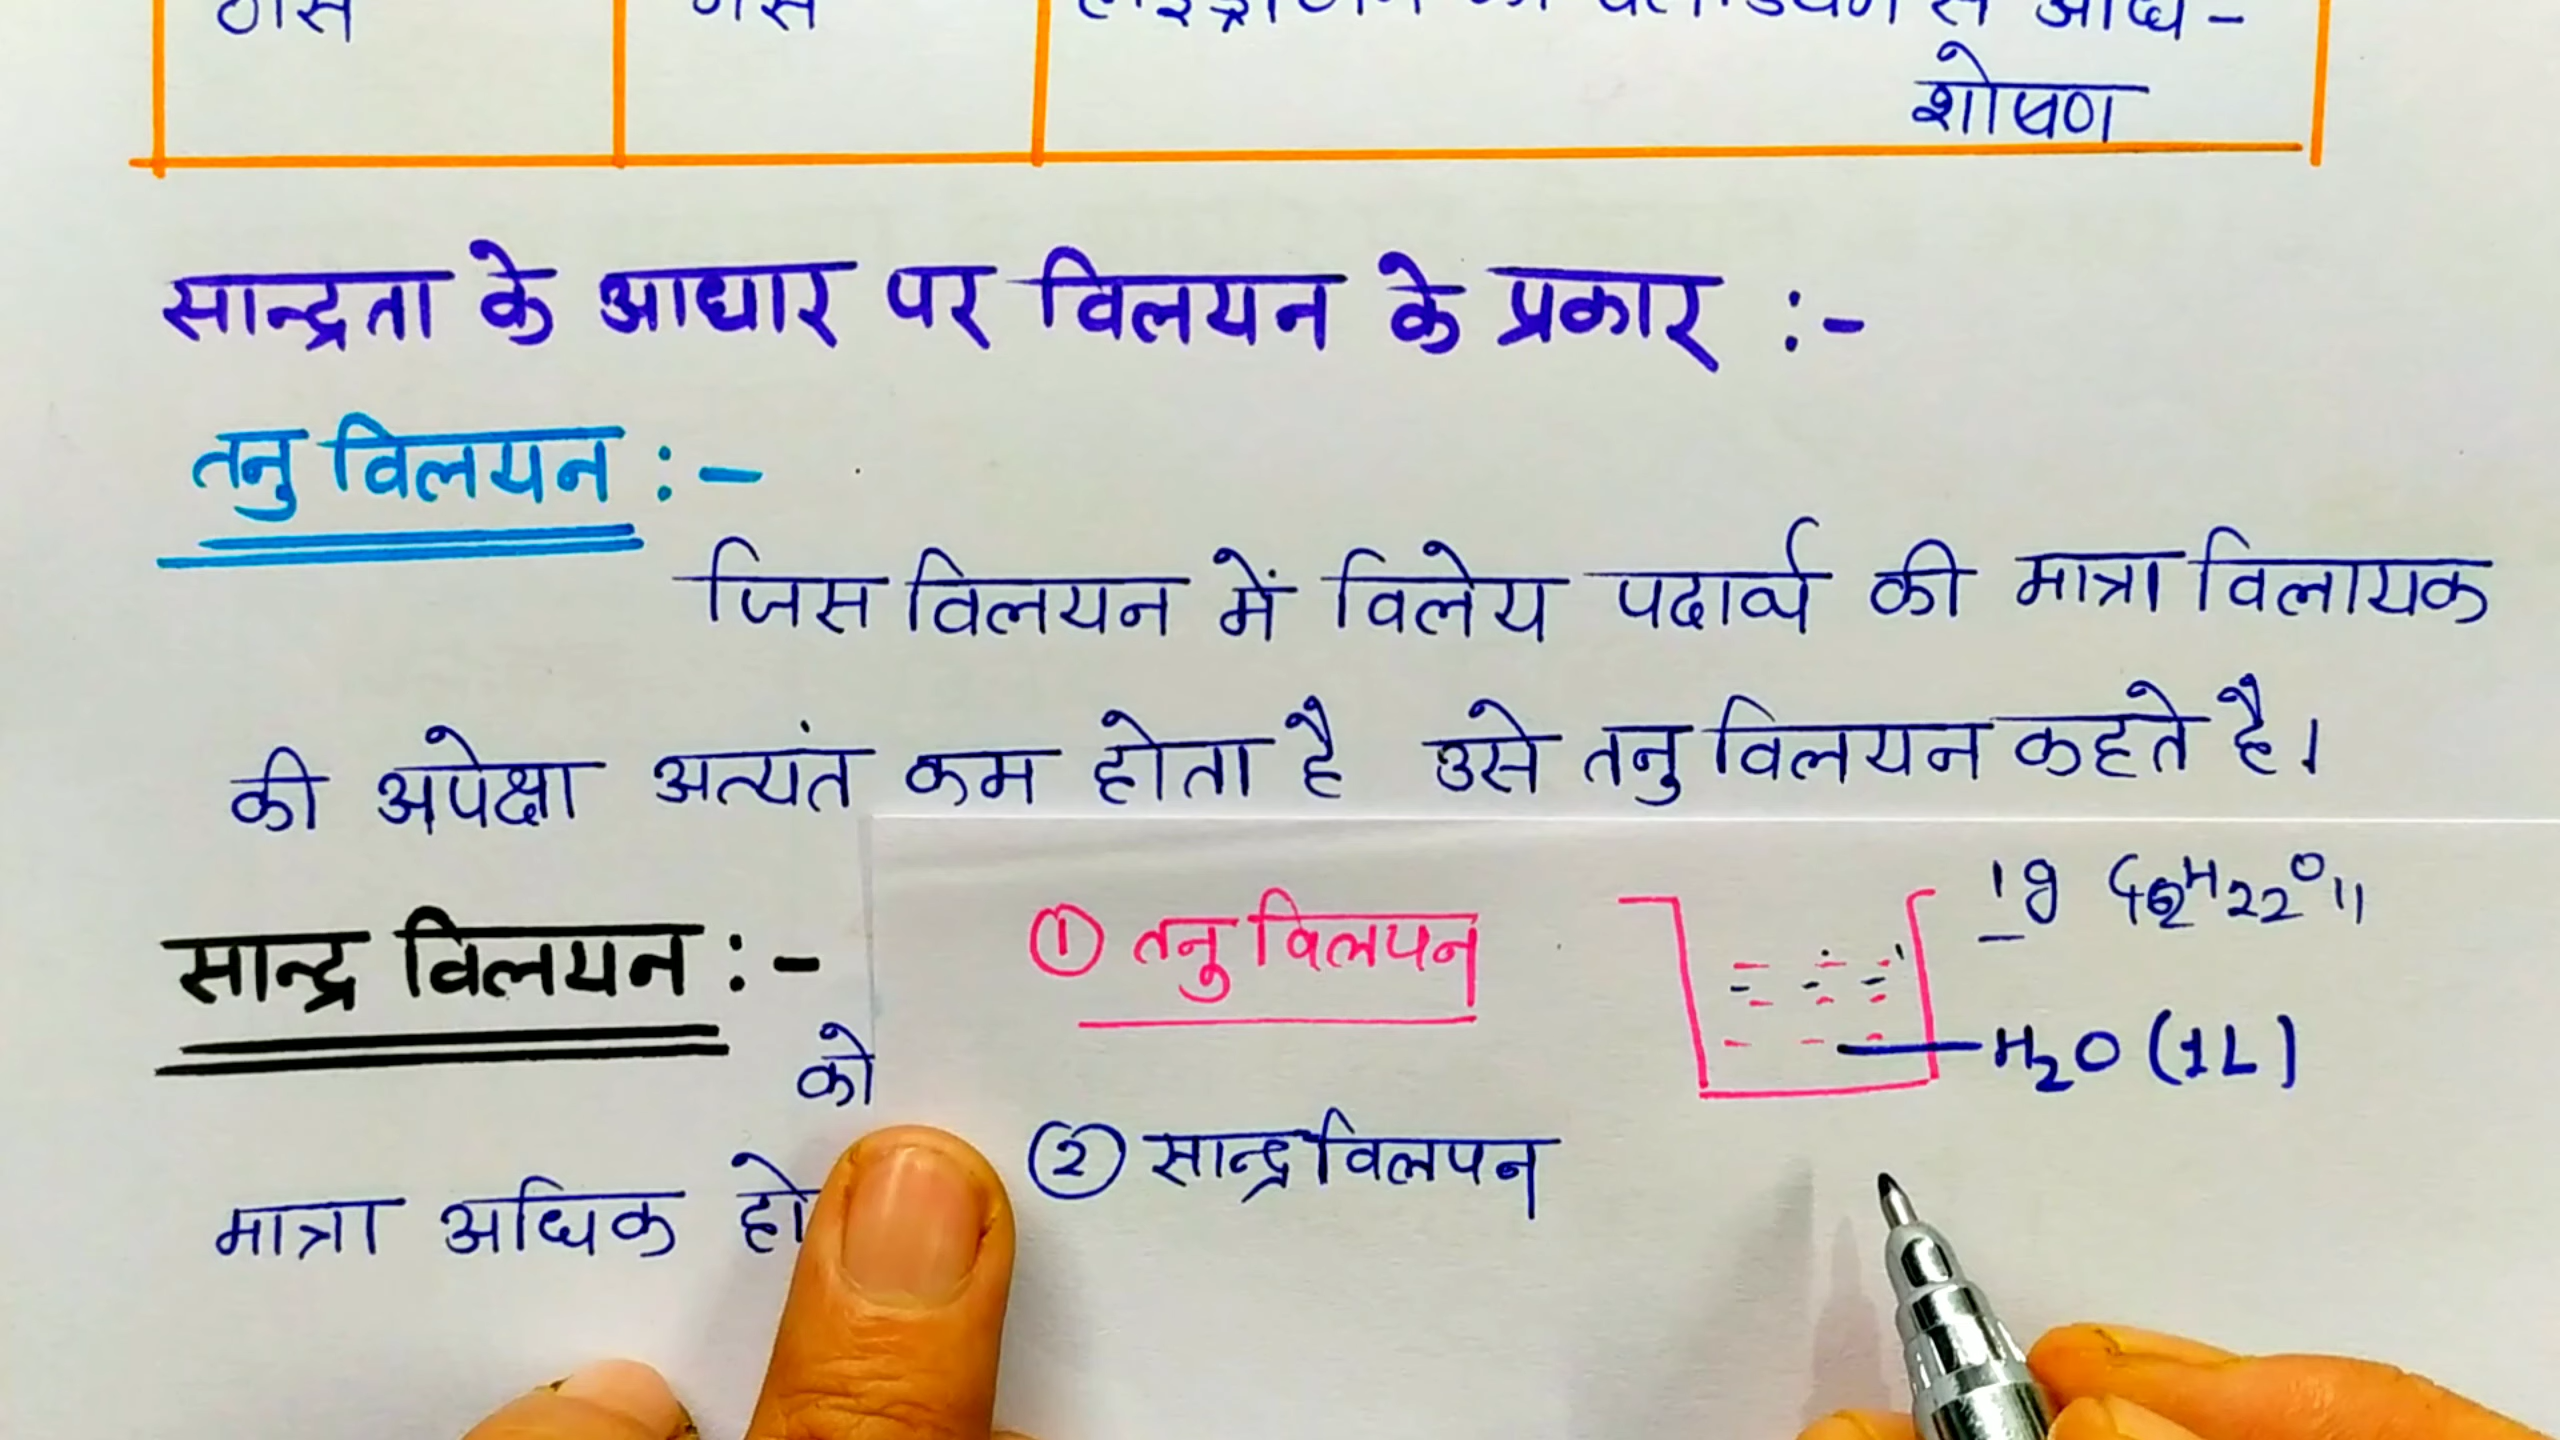 शोषण
सान्द्रता के आधार पर विलयन के प्रकार :-
तनु विलयन :-
जिस विलयन में विलेय पदार्थ की मात्रा विलायक
की अपेक्षा अत्यंत कम होता है उसे तनु विलयन कहते है।
सान्द्र विलयन :-
को
मात्रा अधिक हो
① तनु विलयन
1g C12H22O11
H2O (1L)
② सान्द्र विलयन